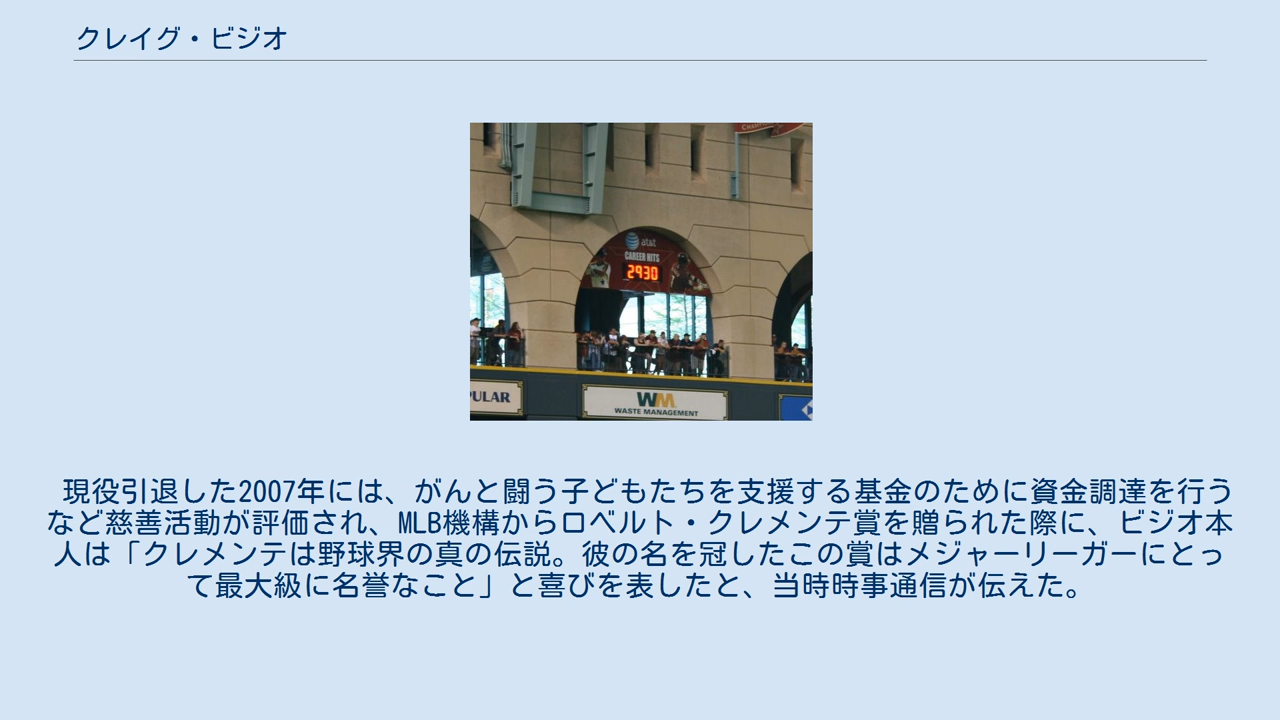 クレイグ・ビジオ
at&t
CAREER HITS
2930
PULAR
WM
WASTE MANAGEMENT
現役引退した2007年には、がんと闘う子どもたちを支援する基金のために資金調達を行う
など慈善活動が評価され、MLB機構からロベルト・クレメンテ賞を贈られた際に、ビジオ本
人は「クレメンテは野球界の真の伝説。彼の名を冠したこの賞はメジャーリーガーにとっ
て最大級に名誉なこと」と喜びを表したと、当時時事通信が伝えた。